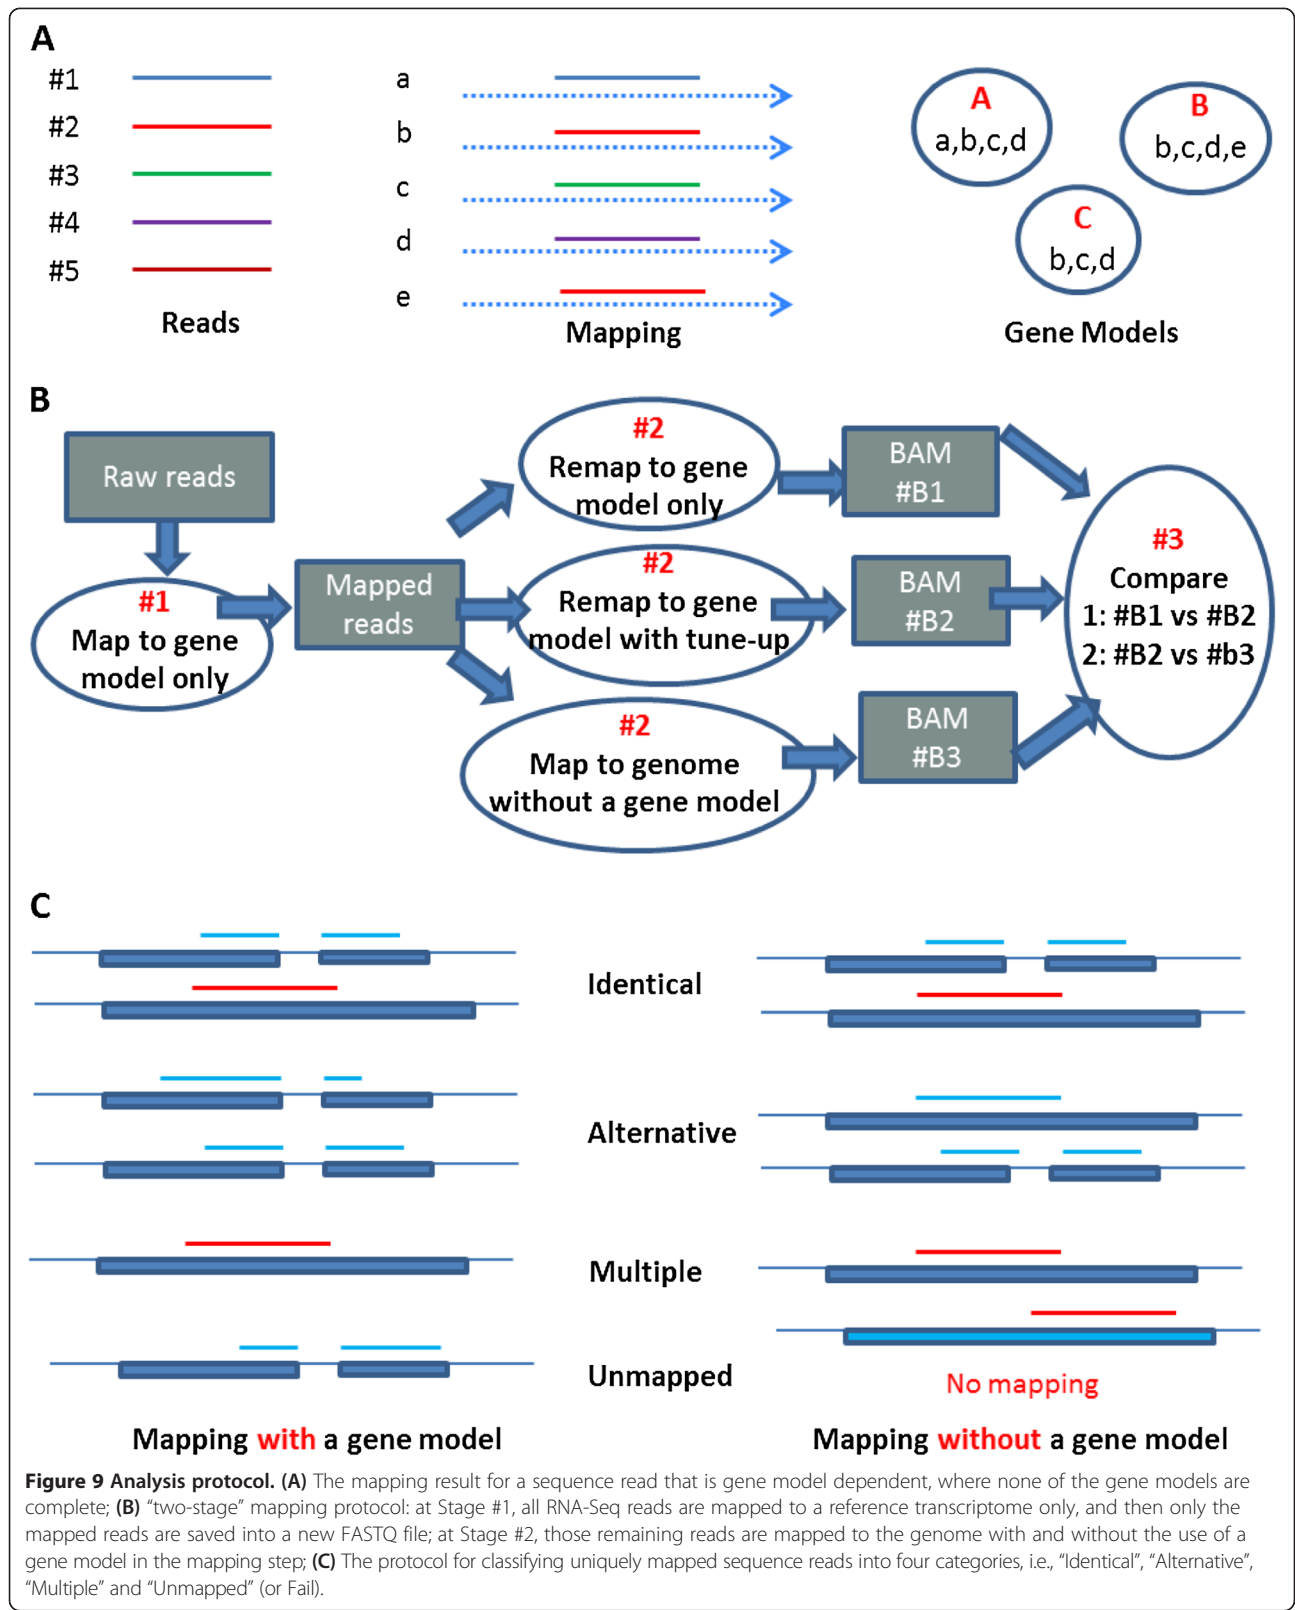 A
#1
#2
#3
#4
#5
Reads
a
b
c
d
e
Mapping
A
a,b,c,d
B
b,c,d,e
C
b,c,d
Gene Models
B
Raw reads
#1
Map to gene
model only
Mapped
reads
#2
Remap to gene
model only
#2
Remap to gene
model with tune-up
#2
Map to genome
without a gene model
BAM
#B1
BAM
#B2
BAM
#B3
#3
Compare
1: #B1 vs #B2
2: #B2 vs #b3
C
Identical
Alternative
Multiple
Unmapped
No mapping
Mapping with a gene model
Mapping without a gene model
Figure 9 Analysis protocol. (A) The mapping result for a sequence read that is gene model dependent, where none of the gene models are
complete; (B) “two-stage” mapping protocol: at Stage #1, all RNA-Seq reads are mapped to a reference transcriptome only, and then only the
mapped reads are saved into a new FASTQ file; at Stage #2, those remaining reads are mapped to the genome with and without the use of a
gene model in the mapping step; (C) The protocol for classifying uniquely mapped sequence reads into four categories, i.e., “Identical”, “Alternative”,
“Multiple” and “Unmapped” (or Fail).